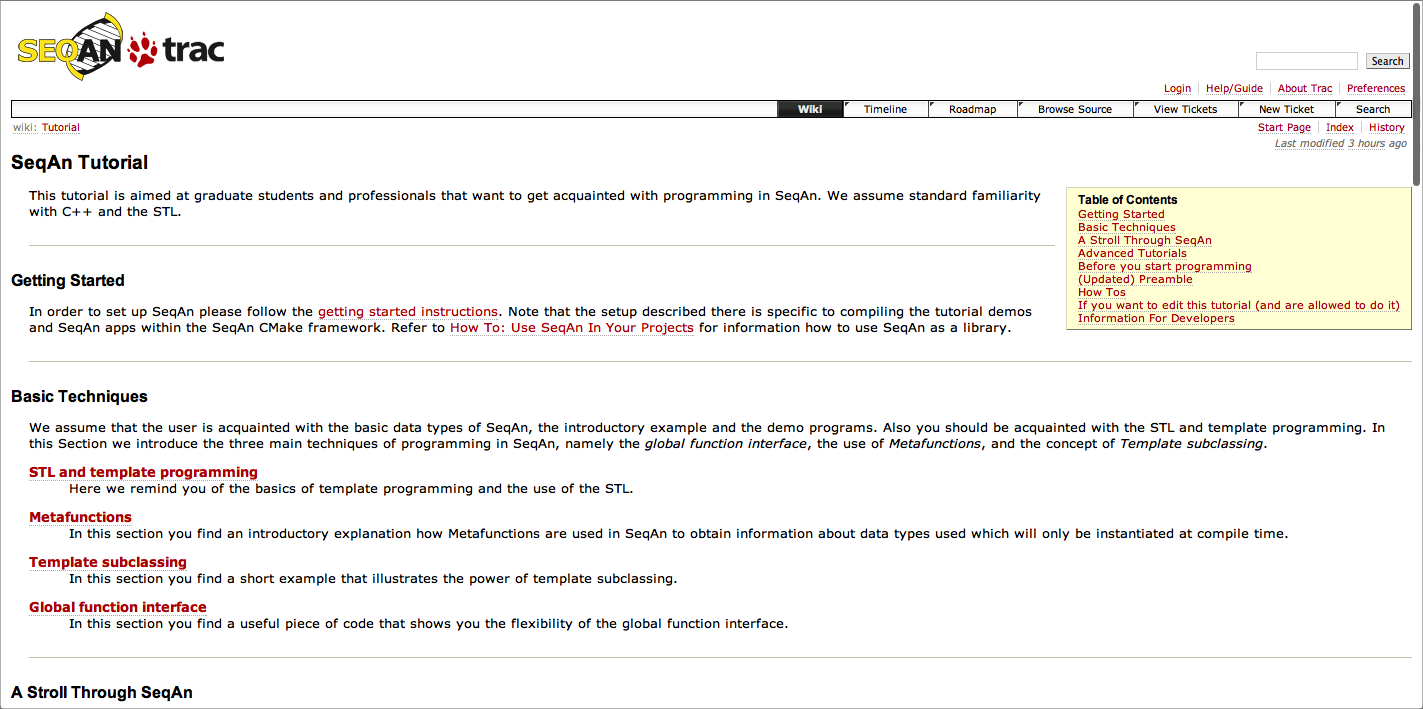 SEQAN trac
Search
Login Help/Guide About Trac Preferences
Wiki Timeline Roadmap Browse Source View Tickets New Ticket Search
wiki: Tutorial
Start Page Index History
Last modified 3 hours ago
SeqAn Tutorial
This tutorial is aimed at graduate students and professionals that want to get acquainted with programming in SeqAn. We assume standard familiarity
with C++ and the STL.
Table of Contents
Getting Started
Basic Techniques
A Stroll Through SeqAn
Advanced Tutorials
Before you start programming
(Updated) Preamble
How Tos
If you want to edit this tutorial (and are allowed to do it)
Information For Developers
Getting Started
In order to set up SeqAn please follow the getting started instructions. Note that the setup described there is specific to compiling the tutorial demos
and SeqAn apps within the SeqAn CMake framework. Refer to How To: Use SeqAn In Your Projects for information how to use SeqAn as a library.
Basic Techniques
We assume that the user is acquainted with the basic data types of SeqAn, the introductory example and the demo programs. Also you should be acquainted with the STL and template programming. In
this Section we introduce the three main techniques of programming in SeqAn, namely the global function interface, the use of Metafunctions, and the concept of Template subclassing.
STL and template programming
Here we remind you of the basics of template programming and the use of the STL.
Metafunctions
In this section you find an introductory explanation how Metafunctions are used in SeqAn to obtain information about data types used which will only be instantiated at compile time.
Template subclassing
In this section you find a short example that illustrates the power of template subclassing.
Global function interface
In this section you find a useful piece of code that shows you the flexibility of the global function interface.
A Stroll Through SeqAn